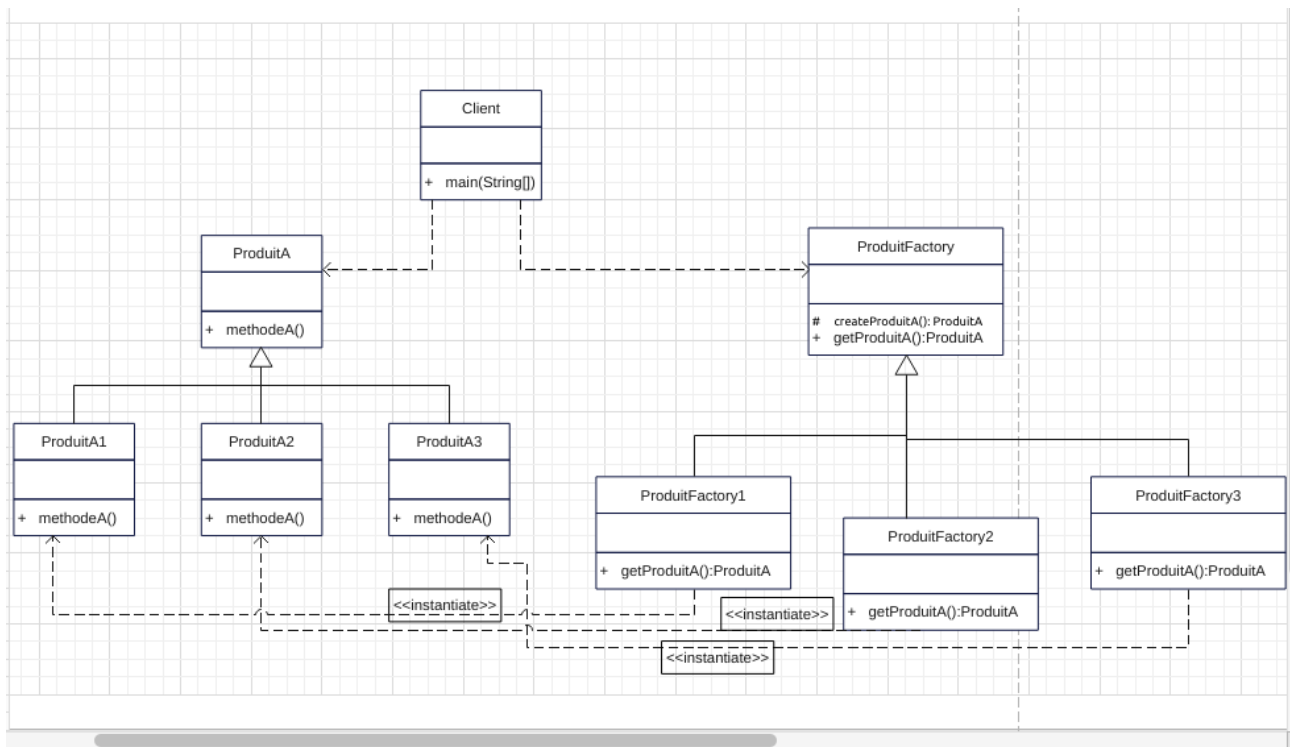 Client
+ main(String[])
ProduitA
+ methodeA()
ProduitFactory
# createProduitA(): ProduitA
+ getProduitA():ProduitA
ProduitA1
+ methodeA()
ProduitA2
+ methodeA()
ProduitA3
+ methodeA()
ProduitFactory1
+ getProduitA():ProduitA
ProduitFactory2
+ getProduitA():ProduitA
ProduitFactory3
+ getProduitA():ProduitA
<<instantiate>>
<<instantiate>>
<<instantiate>>